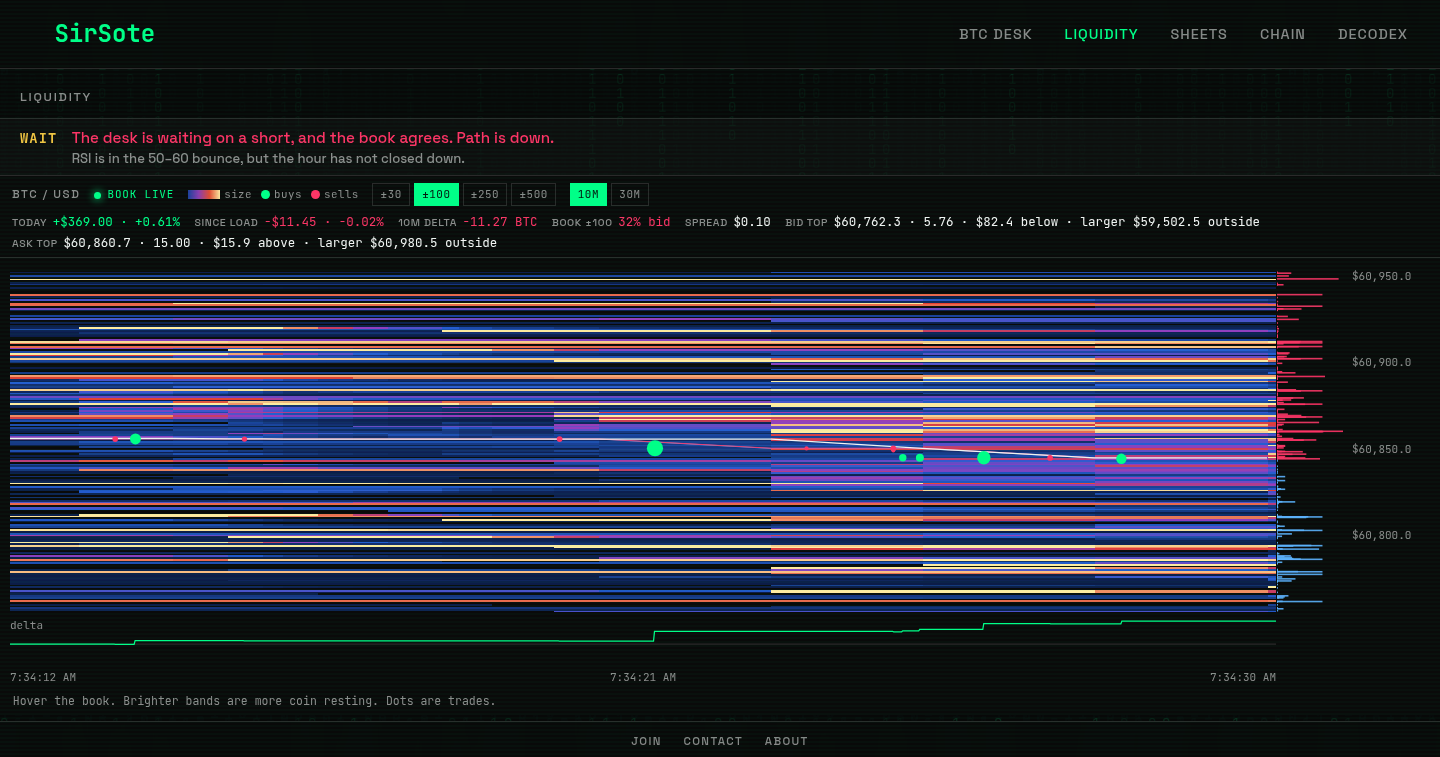 SirSote
BTC DESK LIQUIDITY SHEETS CHAIN DECODEX
LIQUIDITY
WAIT The desk is waiting on a short, and the book agrees. Path is down.
RSI is in the 50–60 bounce, but the hour has not closed down.
BTC / USD BOOK LIVE size buys sells ±30 ±100 ±250 ±500 10M 30M
TODAY +$369.00 · +0.61% SINCE LOAD -$11.45 · -0.02% 10M DELTA -11.27 BTC BOOK ±100 32% bid SPREAD $0.10 BID TOP $60,762.3 · 5.76 · $82.4 below · larger $59,502.5 outside
ASK TOP $60,860.7 · 15.00 · $15.9 above · larger $60,980.5 outside
$60,950.0
$60,900.0
$60,850.0
$60,800.0
delta
7:34:12 AM 7:34:21 AM 7:34:30 AM
Hover the book. Brighter bands are more coin resting. Dots are trades.
JOIN CONTACT ABOUT